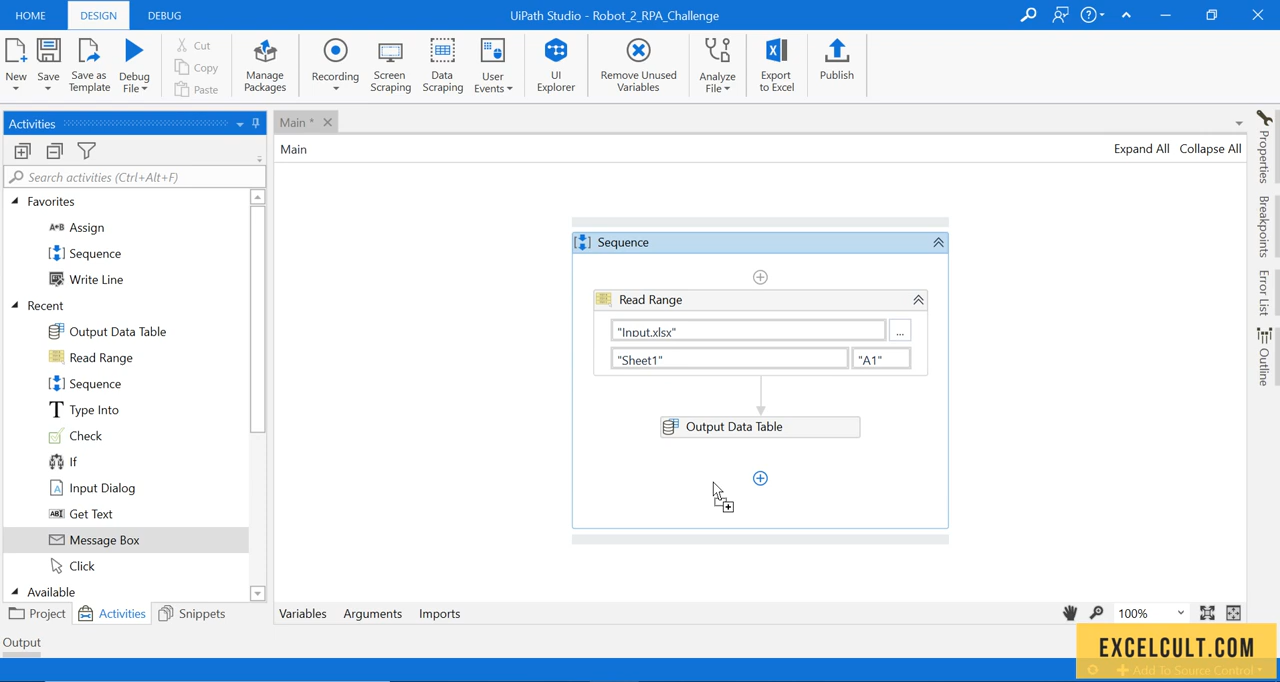 HOME DESIGN DEBUG UiPath Studio - Robot_2_RPA_Challenge
New Save Save as Template Debug File Cut Copy Paste Manage Packages Recording Screen Scraping Data Scraping User Events UI Explorer Remove Unused Variables Analyze File Export to Excel Publish
Activities
Search activities (Ctrl+Alt+F)
Favorites
Assign
Sequence
Write Line
Recent
Output Data Table
Read Range
Sequence
Type Into
Check
If
Input Dialog
Get Text
Message Box
Click
Available
Project Activities Snippets
Main *
Main Expand All Collapse All
Sequence
Read Range
"Input.xlsx" ...
"Sheet1" "A1"
Output Data Table
Variables Arguments Imports 100%
Properties
Breakpoints
Error List
Outline
Output
EXCELCULT.COM
Add To Source Control